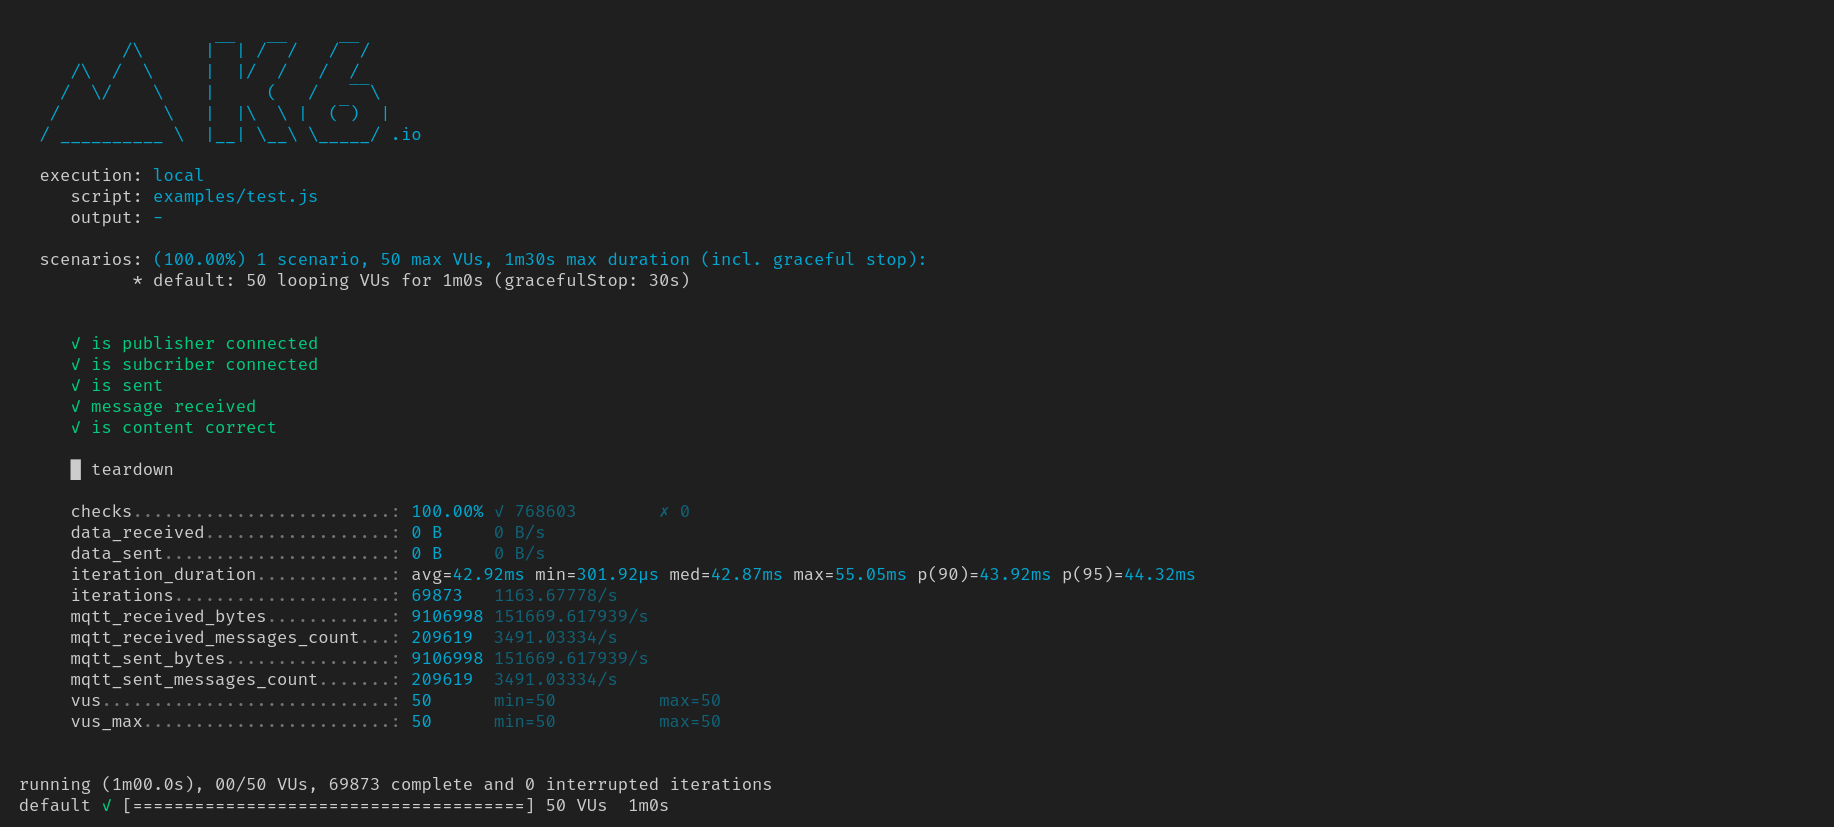 /\      |‾‾| /‾‾/   /‾‾/
    /\  /  \     |  |/  /   /  /
   /  \/    \    |     (   /   ‾‾\
  /          \   |  |\  \ |  (‾)  |
 / __________ \  |__| \__\ \_____/ .io
execution: local
script: examples/test.js
output: -
scenarios: (100.00%) 1 scenario, 50 max VUs, 1m30s max duration (incl. graceful stop):
* default: 50 looping VUs for 1m0s (gracefulStop: 30s)
√ is publisher connected
√ is subcriber connected
√ is sent
√ message received
√ is content correct
█ teardown
checks.........................: 100.00% √ 768603        ✗ 0
data_received..................: 0 B     0 B/s
data_sent......................: 0 B     0 B/s
iteration_duration.............: avg=42.92ms min=301.92µs med=42.87ms max=55.05ms p(90)=43.92ms p(95)=44.32ms
iterations.....................: 69873   1163.67778/s
mqtt_received_bytes............: 9106998 151669.617939/s
mqtt_received_messages_count...: 209619  3491.03334/s
mqtt_sent_bytes................: 9106998 151669.617939/s
mqtt_sent_messages_count.......: 209619  3491.03334/s
vus............................: 50      min=50          max=50
vus_max........................: 50      min=50          max=50
running (1m00.0s), 00/50 VUs, 69873 complete and 0 interrupted iterations
default √ [======================================] 50 VUs  1m0s